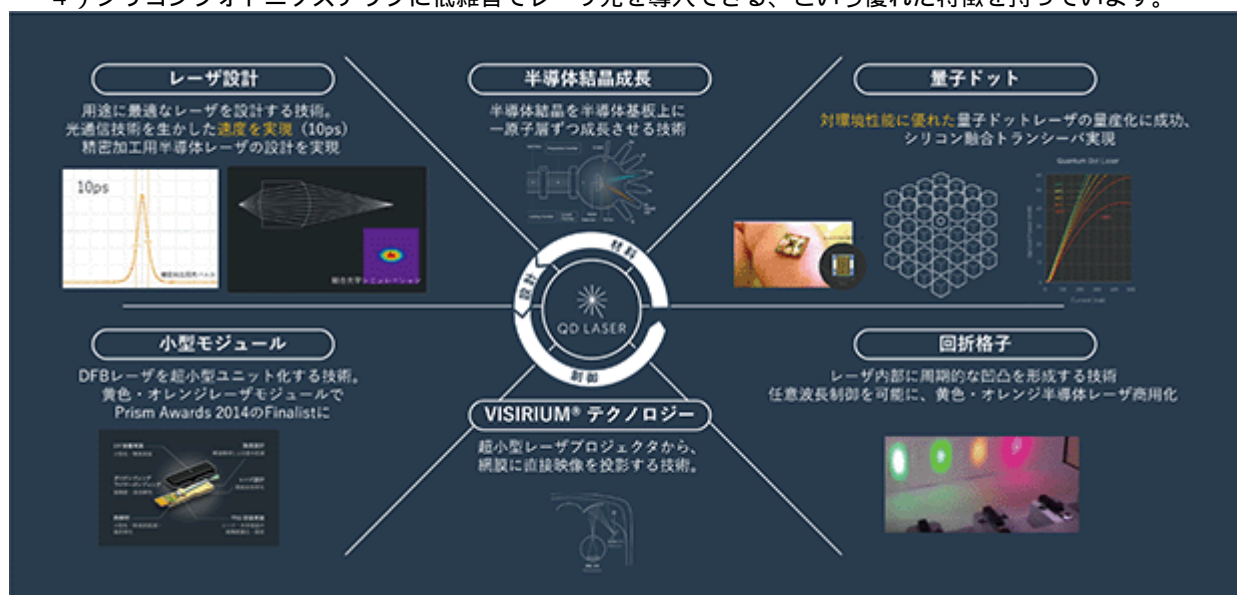 4）シリコンフォトニクスチップに低雑音でレーザ光を導入できる、という優れた特徴を持っています。
レーザ設計
用途に最適なレーザを設計する技術。
光通信技術を生かした速度を実現（10ps）
精密加工用半導体レーザの設計を実現
10ps
半導体結晶成長
半導体結晶を半導体基板上に
一原子層ずつ成長させる技術
量子ドット
対環境性能に優れた量子ドットレーザの量産化に成功、
シリコン融合トランシーバ実現
Quantum Dot Laser
材料
設計
制御
QD LASER
小型モジュール
DFBレーザを超小型ユニット化する技術。
黄色・オレンジレーザモジュールで
Prism Awards 2014のFinalistに
VISIRIUM® テクノロジー
超小型レーザプロジェクタから、
網膜に直接映像を投影する技術。
回折格子
レーザ内部に周期的な凹凸を形成する技術
任意波長制御を可能に、黄色・オレンジ半導体レーザ商用化